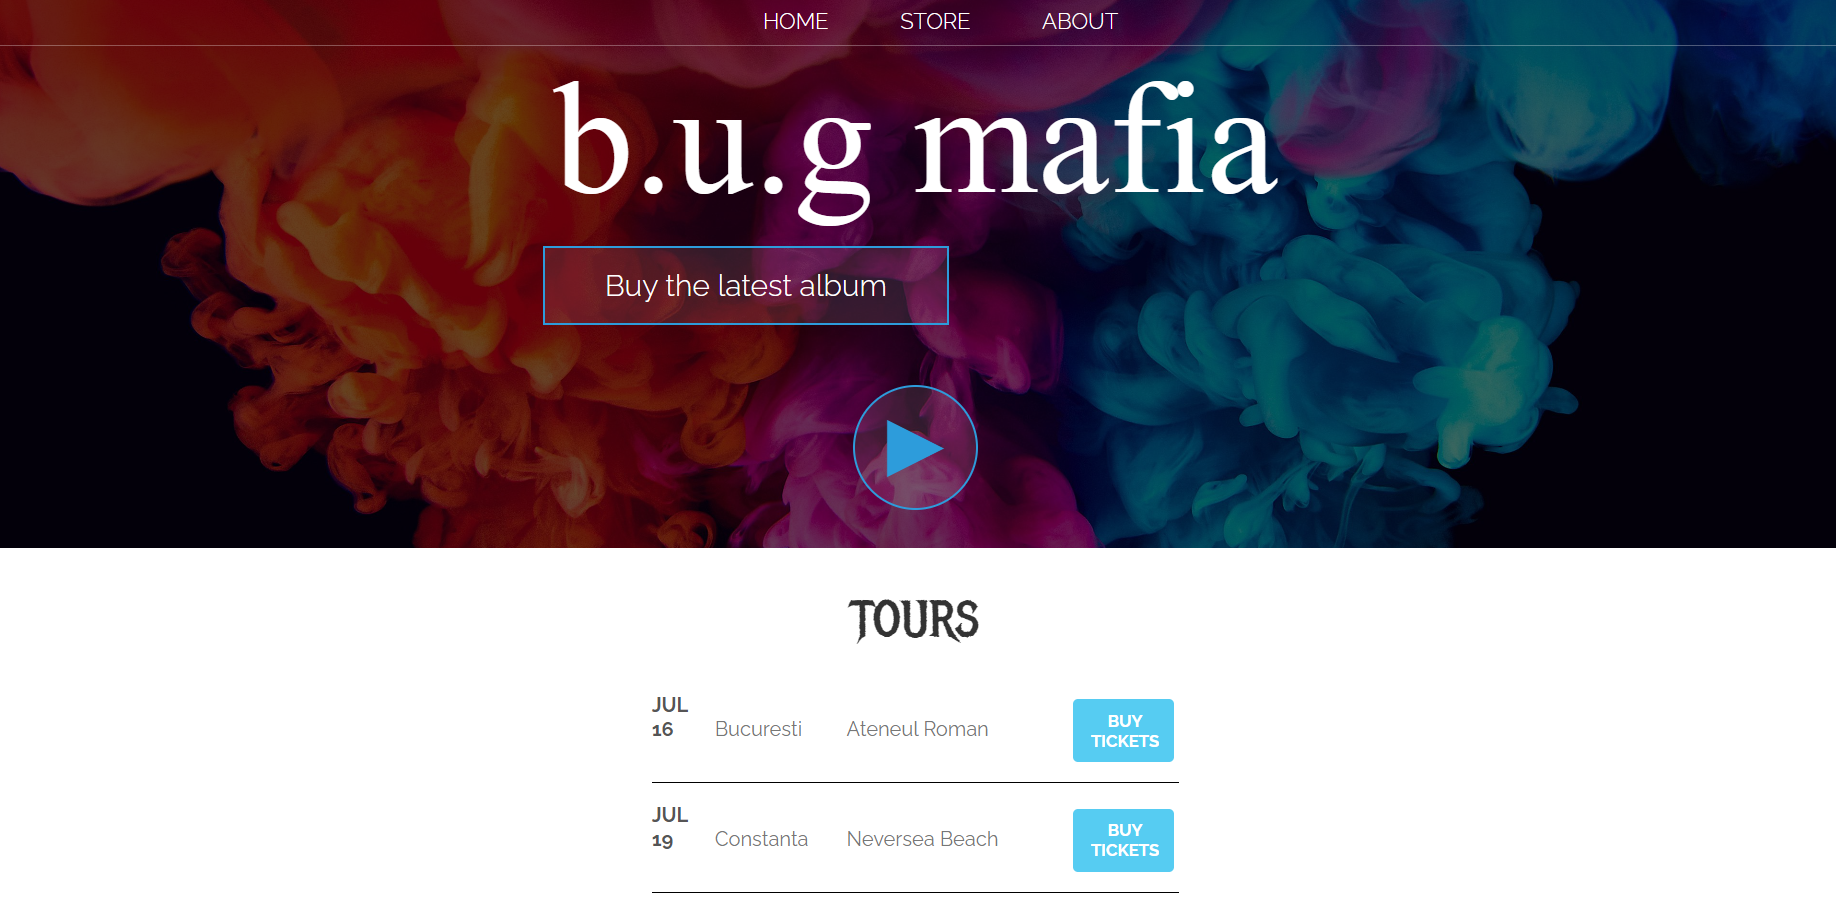 HOME STORE ABOUT
b.u.g mafia
Buy the latest album
TOURS
JUL
16 Bucuresti Ateneul Roman
BUY
TICKETS
JUL
19 Constanta Neversea Beach
BUY
TICKETS